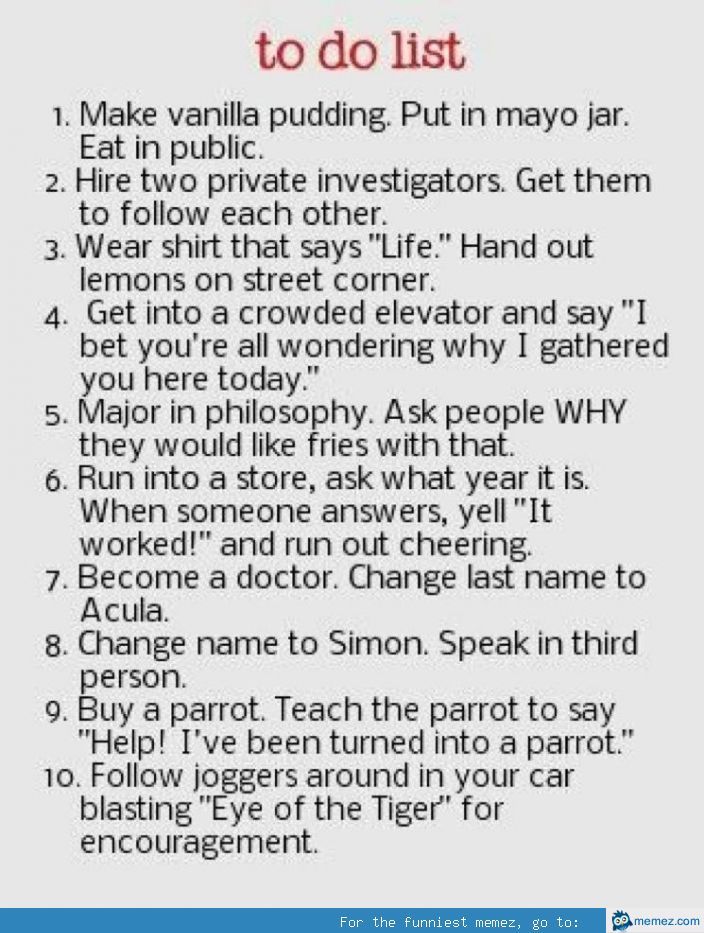 to do list
1. Make vanilla pudding. Put in mayo jar.
Eat in public.
2. Hire two private investigators. Get them
to follow each other.
3. Wear shirt that says "Life." Hand out
lemons on street corner.
4. Get into a crowded elevator and say "I
bet you're all wondering why I gathered
you here today."
5. Major in philosophy. Ask people WHY
they would like fries with that.
6. Run into a store, ask what year it is.
When someone answers, yell "It
worked!" and run out cheering.
7. Become a doctor. Change last name to
Acula.
8. Change name to Simon. Speak in third
person.
9. Buy a parrot. Teach the parrot to say
"Help! I've been turned into a parrot."
10. Follow joggers around in your car
blasting "Eye of the Tiger" for
encouragement.
For the funniest memez, go to: memez.com